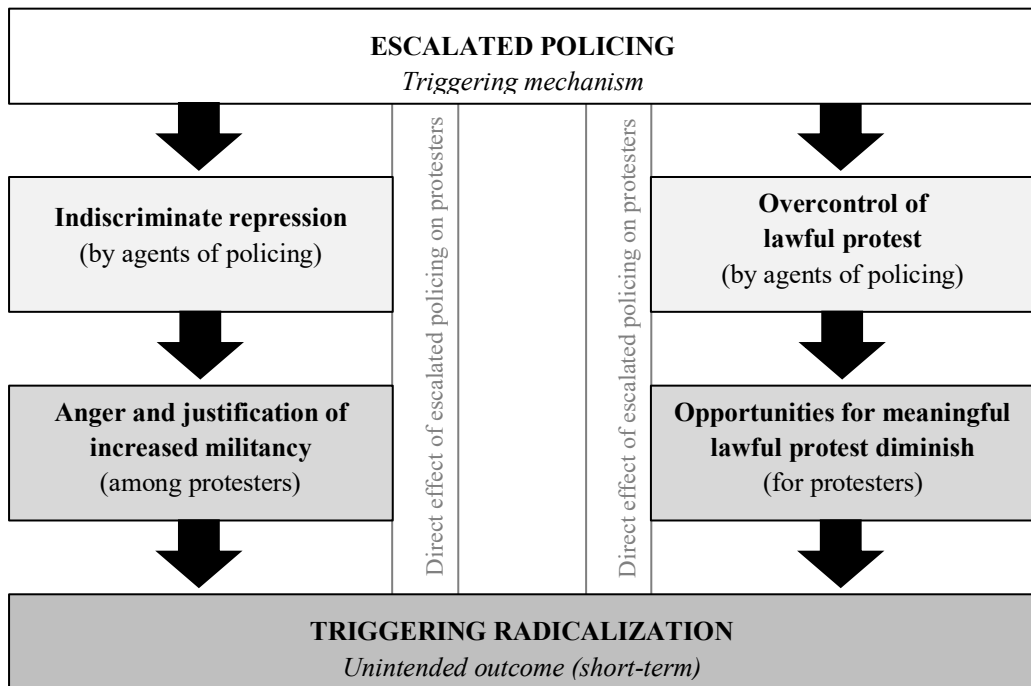 ESCALATED POLICING
Triggering mechanism
Indiscriminate repression
(by agents of policing)
Direct effect of escalated policing on protesters
Direct effect of escalated policing on protesters
Overcontrol of
lawful protest
(by agents of policing)
Anger and justification of
increased militancy
(among protesters)
Opportunities for meaningful
lawful protest diminish
(for protesters)
TRIGGERING RADICALIZATION
Unintended outcome (short-term)